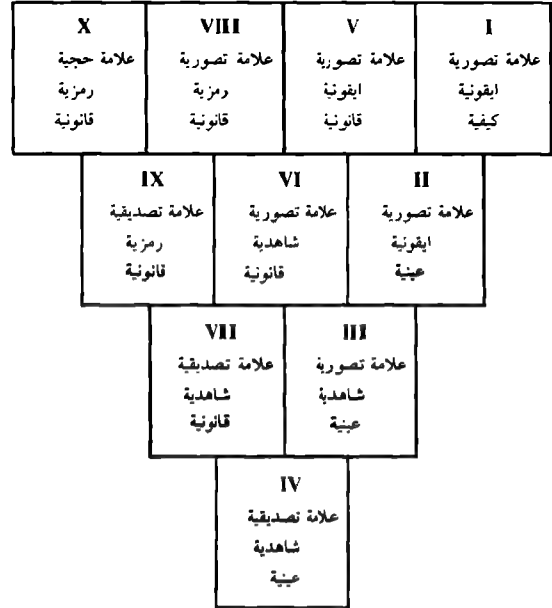 I
علامة تصورية
ايقونية
كيفية
V
علامة تصورية
ايقونية
قانونية
VIII
علامة تصورية
رمزية
قانونية
X
علامة حجية
رمزية
قانونية
II
علامة تصورية
ايقونية
عينية
VI
علامة تصورية
شاهدية
قانونية
IX
علامة تصديقية
رمزية
قانونية
III
علامة تصورية
شاهدية
عينية
VII
علامة تصديقية
شاهدية
قانونية
IV
علامة تصديقية
شاهدية
عينية